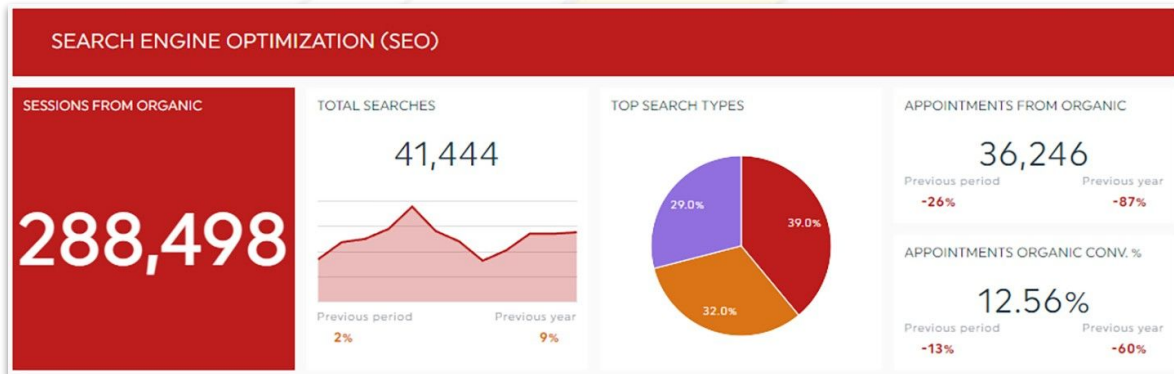 SEARCH ENGINE OPTIMIZATION (SEO)
SESSIONS FROM ORGANIC
288,498
TOTAL SEARCHES
41,444
Previous period
Previous year
2%
9%
TOP SEARCH TYPES
29.0%
39.0%
32.0%
APPOINTMENTS FROM ORGANIC
36,246
Previous period
Previous year
-26%
-87%
APPOINTMENTS ORGANIC CONV. %
12.56%
Previous period
Previous year
-13%
-60%